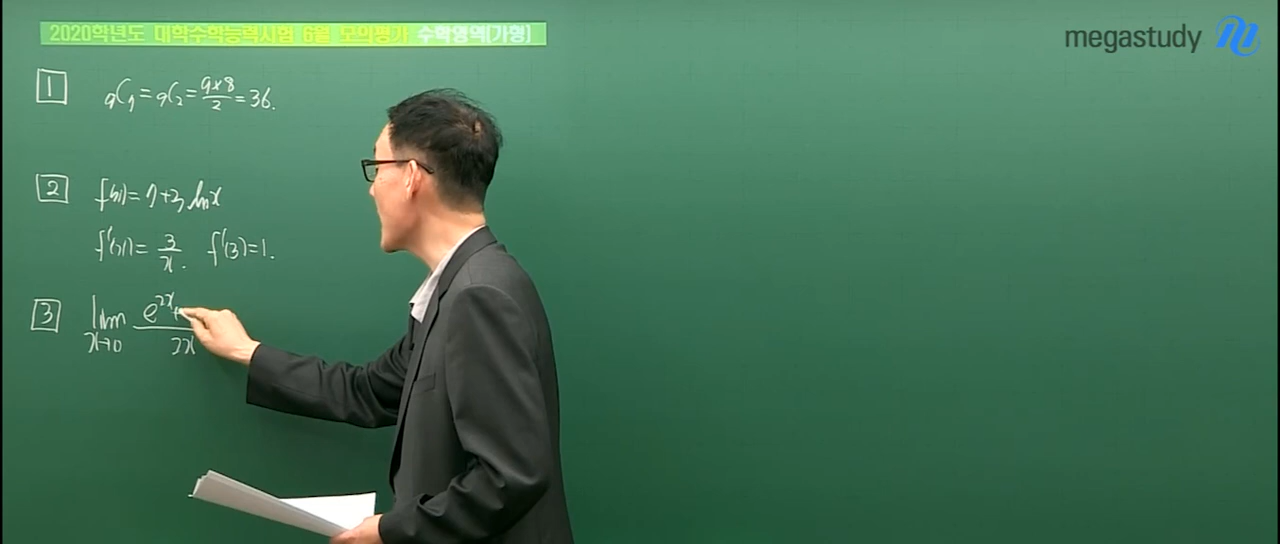 2020학년도 대학수학능력시험 6월 모의평가 수학영역[가형]
megastudy
1 ₉C₇=₉C₂=9×8/2=36.
2 f(x)=7+3 ln x
f'(x)=3/x. f'(3)=1.
3 lim x→0 e^2x+ / 2x